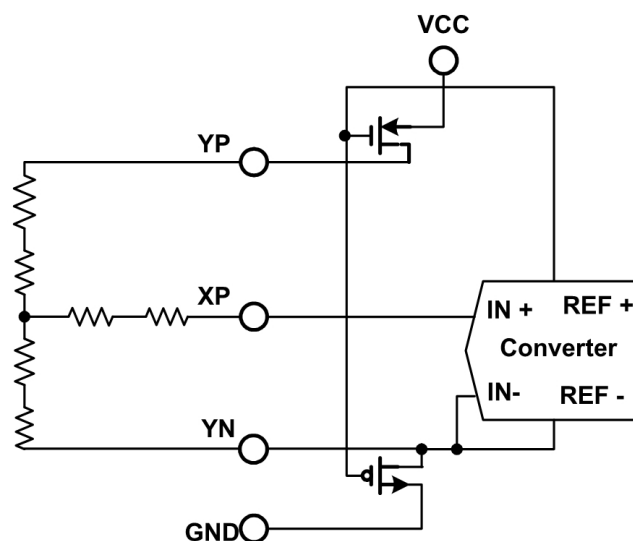 VCC
YP
XP
IN +
REF +
Converter
IN-
REF -
YN
GND